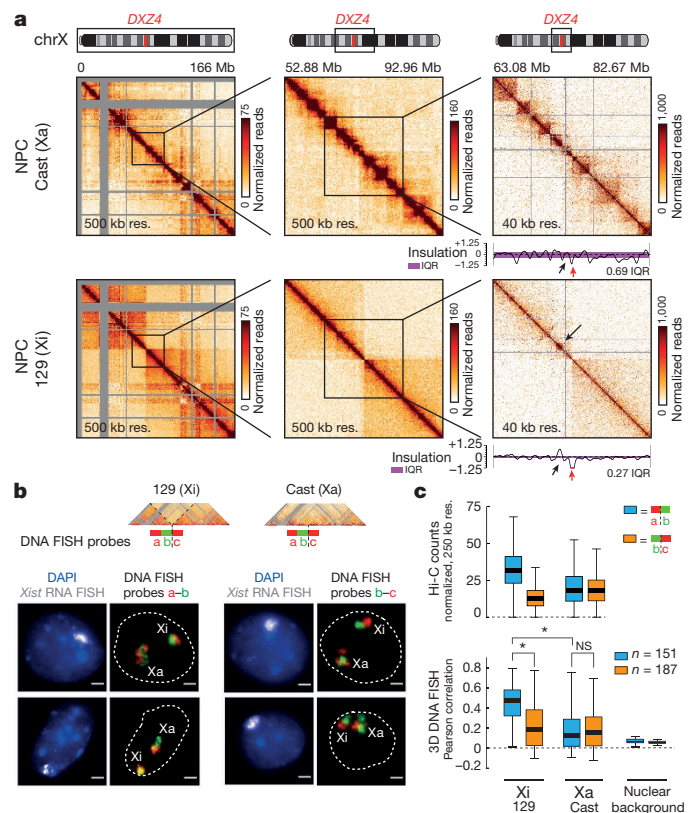 a
DXZ4 DXZ4 DXZ4
chrX
0 166 Mb 52.88 Mb 92.96 Mb 63.08 Mb 82.67 Mb
NPC
Cast (Xa)
500 kb res. 500 kb res. 40 kb res.
0 75 Normalized reads
0 160 Normalized reads
0 1,000 Normalized reads
Insulation +1.25 0 −1.25
IQR 0.69 IQR
NPC
129 (Xi)
500 kb res. 500 kb res. 40 kb res.
0 75 Normalized reads
0 160 Normalized reads
0 1,000 Normalized reads
Insulation +1.25 0 −1.25
IQR 0.27 IQR
b
129 (Xi) Cast (Xa)
DNA FISH probes a b c a b c
DAPI DNA FISH DAPI DNA FISH
Xist RNA FISH probes a–b Xist RNA FISH probes b–c
Xi Xi
Xa Xa
Xa Xa
Xi Xi
c
75
50
25
0
Hi-C counts
normalized, 250 kb res.
= a b
= b c
* * NS
n = 151
n = 187
0.8
0.6
0.4
0.2
0
−0.2
3D DNA FISH
Pearson correlation
Xi Xa Nuclear
129 Cast background